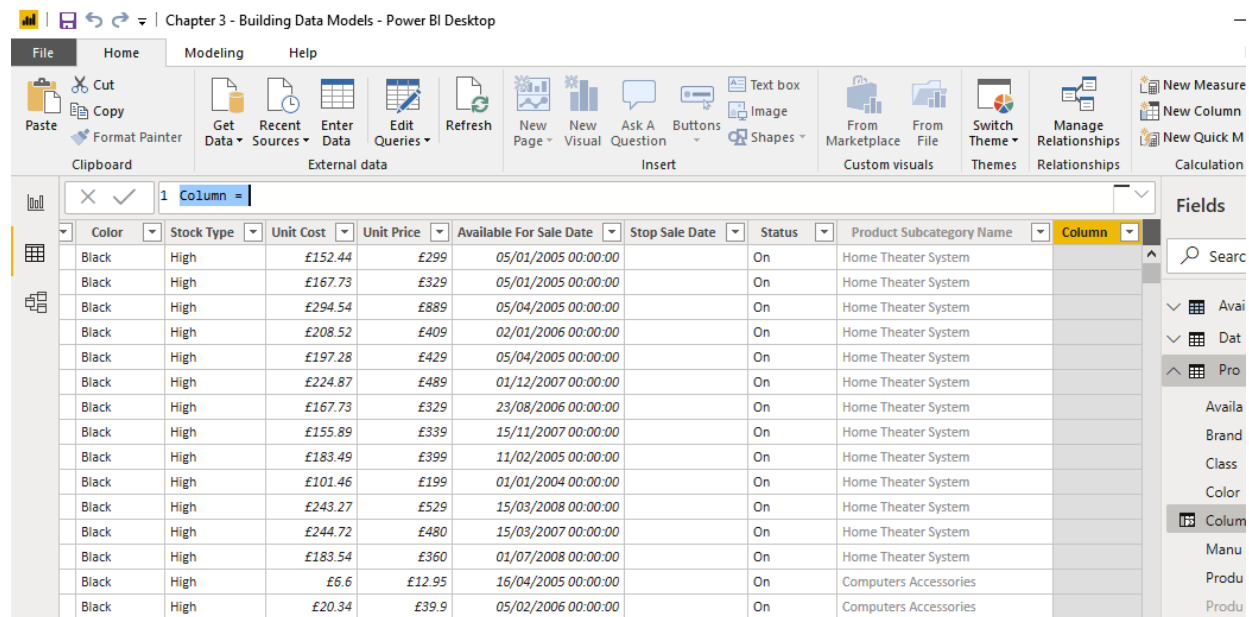 Chapter 3 - Building Data Models - Power BI Desktop
File Home Modeling Help
Paste
Cut
Copy
Format Painter
Clipboard
Get Data
Recent Sources
Enter Data
Edit Queries
Refresh
External data
New Page
New Visual
Ask A Question
Buttons
Text box
Image
Shapes
Insert
From Marketplace
From File
Custom visuals
Switch Theme
Themes
Manage Relationships
Relationships
New Measure
New Column
New Quick M
Calculation
1 Column =
Fields
Searc
Color Stock Type Unit Cost Unit Price Available For Sale Date Stop Sale Date Status Product Subcategory Name Column
Black High £152.44 £299 05/01/2005 00:00:00 On Home Theater System
Black High £167.73 £329 05/01/2005 00:00:00 On Home Theater System
Black High £294.54 £889 05/04/2005 00:00:00 On Home Theater System
Black High £208.52 £409 02/01/2006 00:00:00 On Home Theater System
Black High £197.28 £429 05/04/2005 00:00:00 On Home Theater System
Black High £224.87 £489 01/12/2007 00:00:00 On Home Theater System
Black High £167.73 £329 23/08/2006 00:00:00 On Home Theater System
Black High £155.89 £339 15/11/2007 00:00:00 On Home Theater System
Black High £183.49 £399 11/02/2005 00:00:00 On Home Theater System
Black High £101.46 £199 01/01/2004 00:00:00 On Home Theater System
Black High £243.27 £529 15/03/2008 00:00:00 On Home Theater System
Black High £244.72 £480 15/03/2007 00:00:00 On Home Theater System
Black High £183.54 £360 01/07/2008 00:00:00 On Home Theater System
Black High £6.6 £12.95 16/04/2005 00:00:00 On Computers Accessories
Black High £20.34 £39.9 05/02/2006 00:00:00 On Computers Accessories
Avai
Dat
Pro
Availa
Brand
Class
Color
Colum
Manu
Produ
Produ